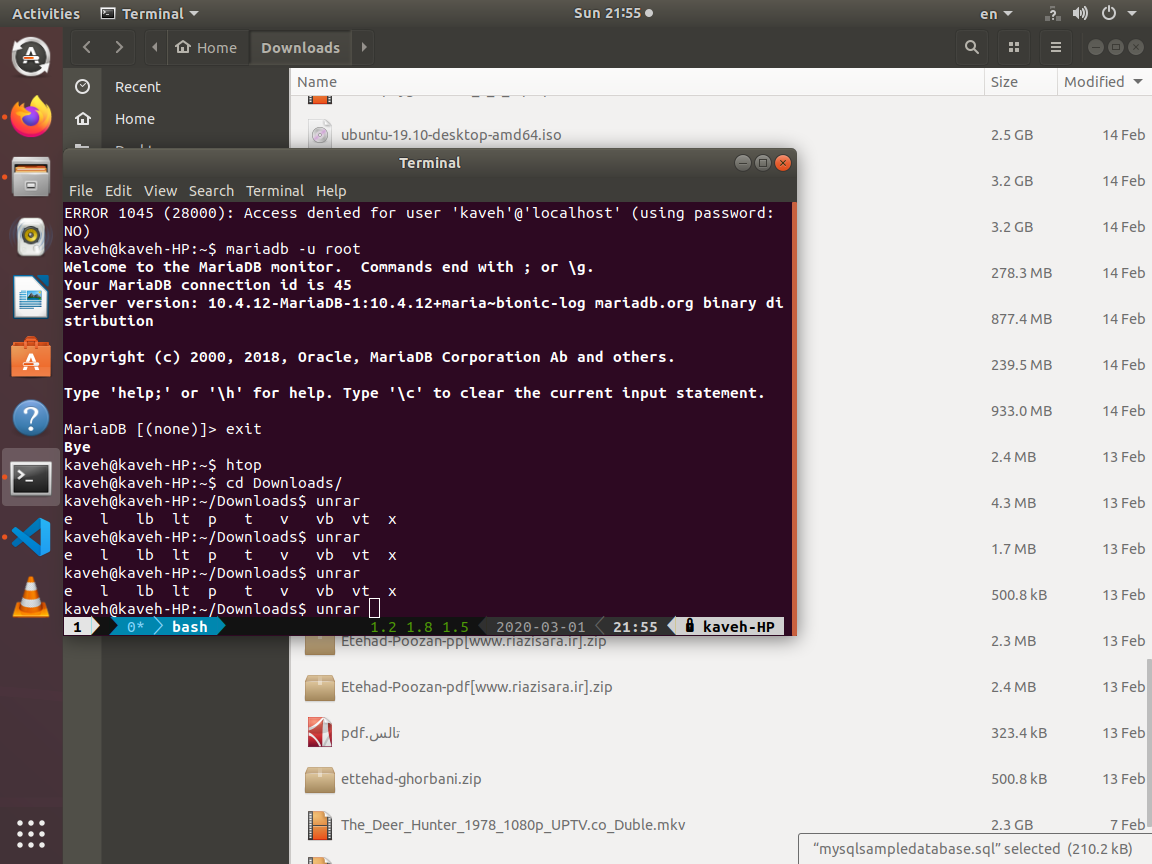 Activities Terminal Sun 21:55 en
Home Downloads
Recent
Home
Name Size Modified
ubuntu-19.10-desktop-amd64.iso 2.5 GB 14 Feb
3.2 GB 14 Feb
3.2 GB 14 Feb
278.3 MB 14 Feb
877.4 MB 14 Feb
239.5 MB 14 Feb
933.0 MB 14 Feb
2.4 MB 13 Feb
4.3 MB 13 Feb
1.7 MB 13 Feb
500.8 kB 13 Feb
Terminal
File Edit View Search Terminal Help
ERROR 1045 (28000): Access denied for user 'kaveh'@'localhost' (using password:
NO)
kaveh@kaveh-HP:~$ mariadb -u root
Welcome to the MariaDB monitor.  Commands end with ; or \g.
Your MariaDB connection id is 45
Server version: 10.4.12-MariaDB-1:10.4.12+maria~bionic-log mariadb.org binary di
stribution
Copyright (c) 2000, 2018, Oracle, MariaDB Corporation Ab and others.
Type 'help;' or '\h' for help. Type '\c' to clear the current input statement.
MariaDB [(none)]> exit
Bye
kaveh@kaveh-HP:~$ htop
kaveh@kaveh-HP:~$ cd Downloads/
kaveh@kaveh-HP:~/Downloads$ unrar
e l lb lt p t v vb vt x
kaveh@kaveh-HP:~/Downloads$ unrar
e l lb lt p t v vb vt x
kaveh@kaveh-HP:~/Downloads$ unrar
e l lb lt p t v vb vt x
kaveh@kaveh-HP:~/Downloads$ unrar
1 0* bash 1.2 1.8 1.5 2020-03-01 21:55 kaveh-HP
Etehad-Poozan-pp[www.riazisara.ir].zip 2.3 MB 13 Feb
Etehad-Poozan-pdf[www.riazisara.ir].zip 2.4 MB 13 Feb
تالس.pdf 323.4 kB 13 Feb
ettehad-ghorbani.zip 500.8 kB 13 Feb
The_Deer_Hunter_1978_1080p_UPTV.co_Duble.mkv 2.3 GB 7 Feb
“mysqlsampledatabase.sql” selected (210.2 kB)